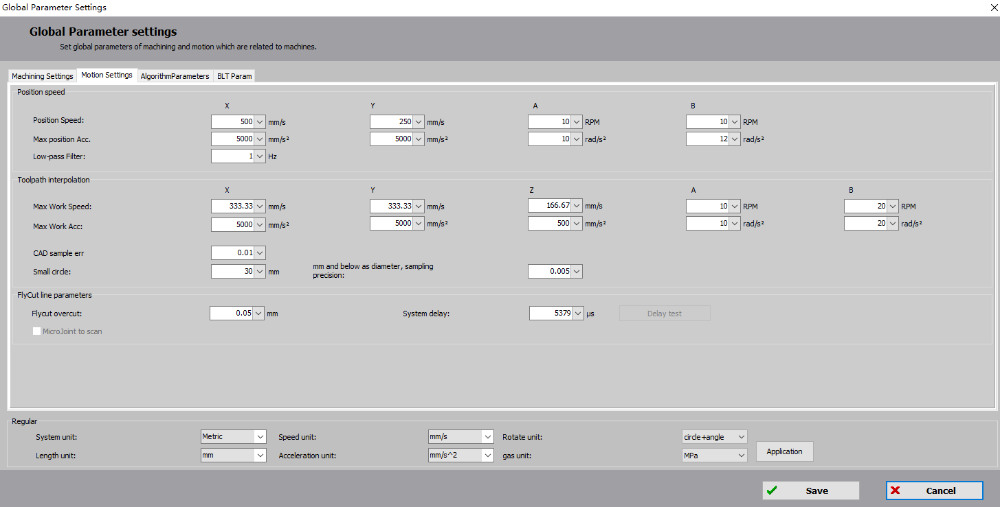 Global Parameter Settings
Global Parameter settings
Set global parameters of machining and motion which are related to machines.
Machining Settings Motion Settings AlgorithmParameters BLT Param
Position speed
X Y A B
Position Speed: 500 mm/s 250 mm/s 10 RPM 10 RPM
Max position Acc. 5000 mm/s² 5000 mm/s² 10 rad/s² 12 rad/s²
Low-pass Filter: 1 Hz
Toolpath interpolation
X Y Z A B
Max Work Speed: 333.33 mm/s 333.33 mm/s 166.67 mm/s 10 RPM 20 RPM
Max Work Acc: 5000 mm/s² 5000 mm/s² 500 mm/s² 10 rad/s² 20 rad/s²
CAD sample err 0.01
Small circle: 30 mm mm and below as diameter, sampling
precision: 0.005
FlyCut line parameters
Flycut overcut: 0.05 mm System delay: 5379 µs Delay test
MicroJoint to scan
Regular
System unit: Metric Speed unit: mm/s Rotate unit: circle+angle
Length unit: mm Acceleration unit: mm/s^2 gas unit: MPa Application
Save Cancel